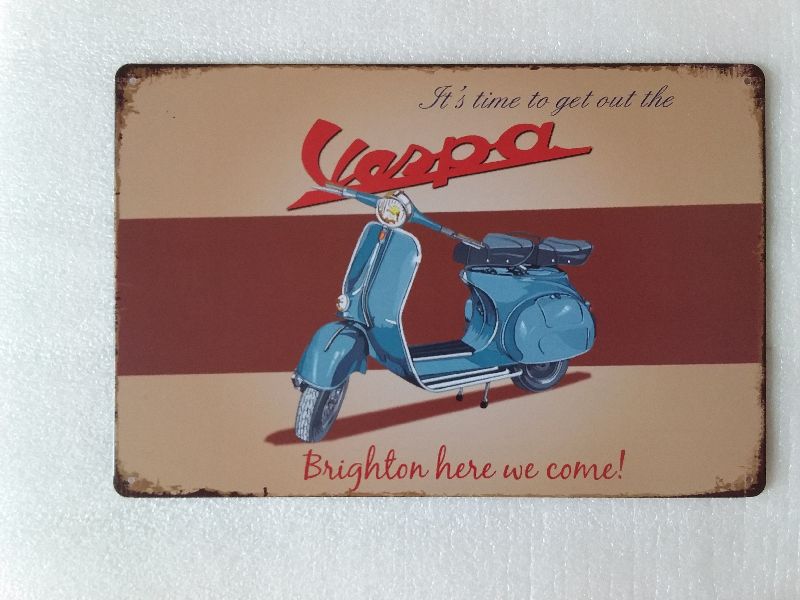 It's time to get out the
Vespa
Brighton here we come!